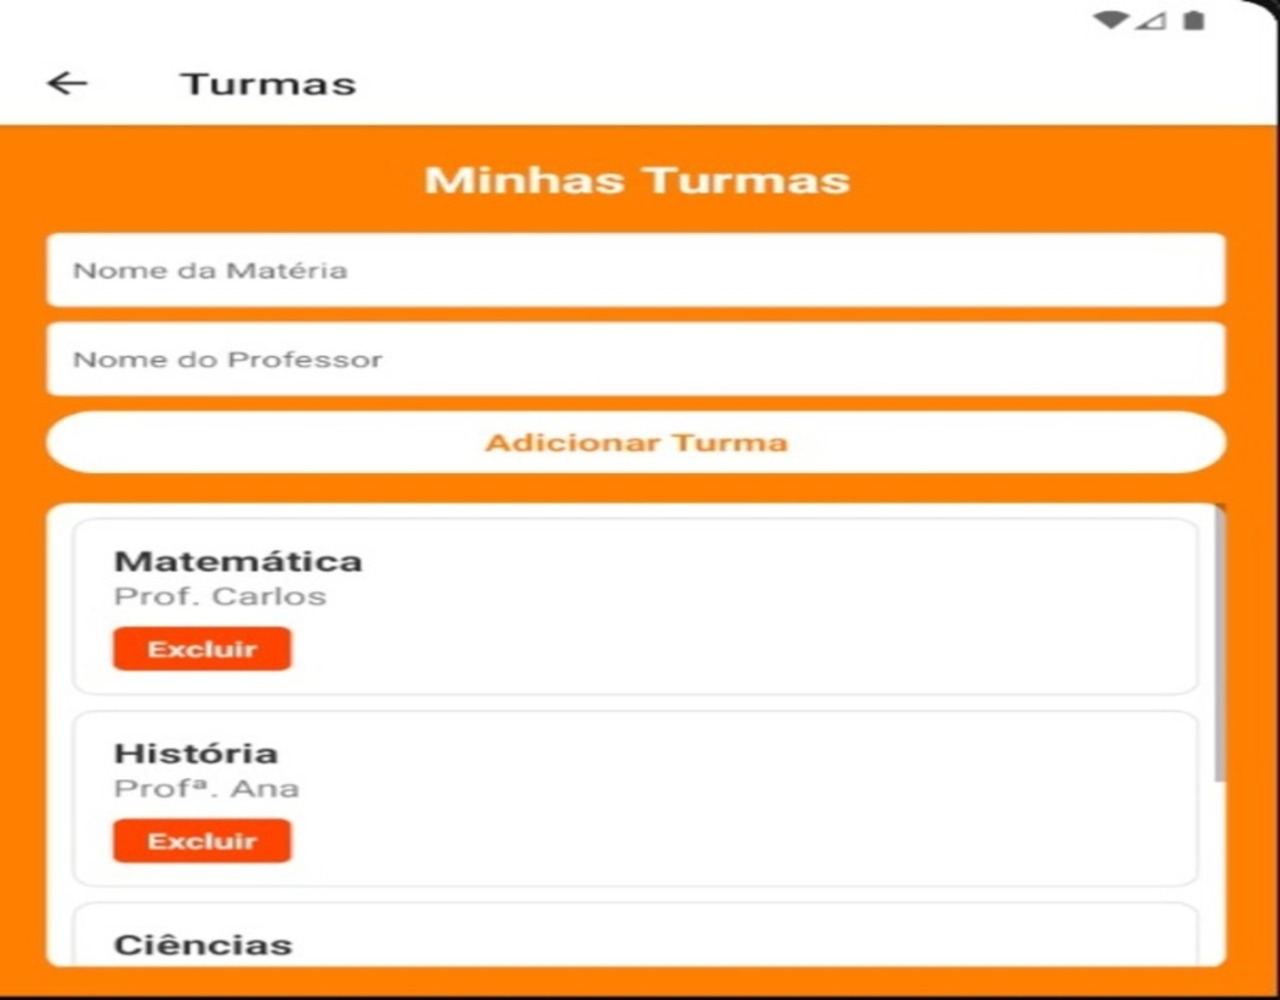 Turmas
Minhas Turmas
Nome da Matéria
Nome do Professor
Adicionar Turma
Matemática
Prof. Carlos
Excluir
História
Profª. Ana
Excluir
Ciências